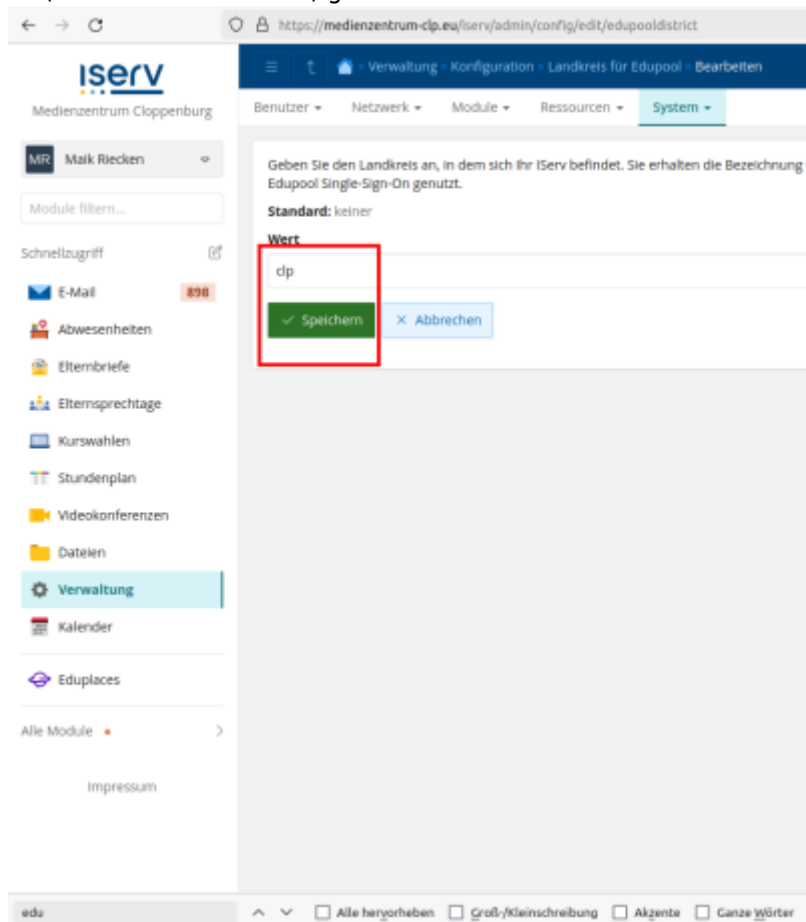 https://medienzentrum-clp.eu/iserv/admin/config/edit/edupooldistrict
IServ
Medienzentrum Cloppenburg
Verwaltung Konfiguration Landkreis für Edupool Bearbeiten
Benutzer Netzwerk Module Ressourcen System
MR Maik Riecken
Module filtern...
Schnellzugriff
E-Mail 898
Abwesenheiten
Elternbriefe
Elternsprechtage
Kurswahlen
Stundenplan
Videokonferenzen
Dateien
Verwaltung
Kalender
Eduplaces
Alle Module
Impressum
Geben Sie den Landkreis an, in dem sich Ihr IServ befindet. Sie erhalten die Bezeichnung
Edupool Single-Sign-On genutzt.
Standard: keiner
Wert
clp
Speichern Abbrechen
edu Alle hervorheben Groß-/Kleinschreibung Akzente Ganze Wörter